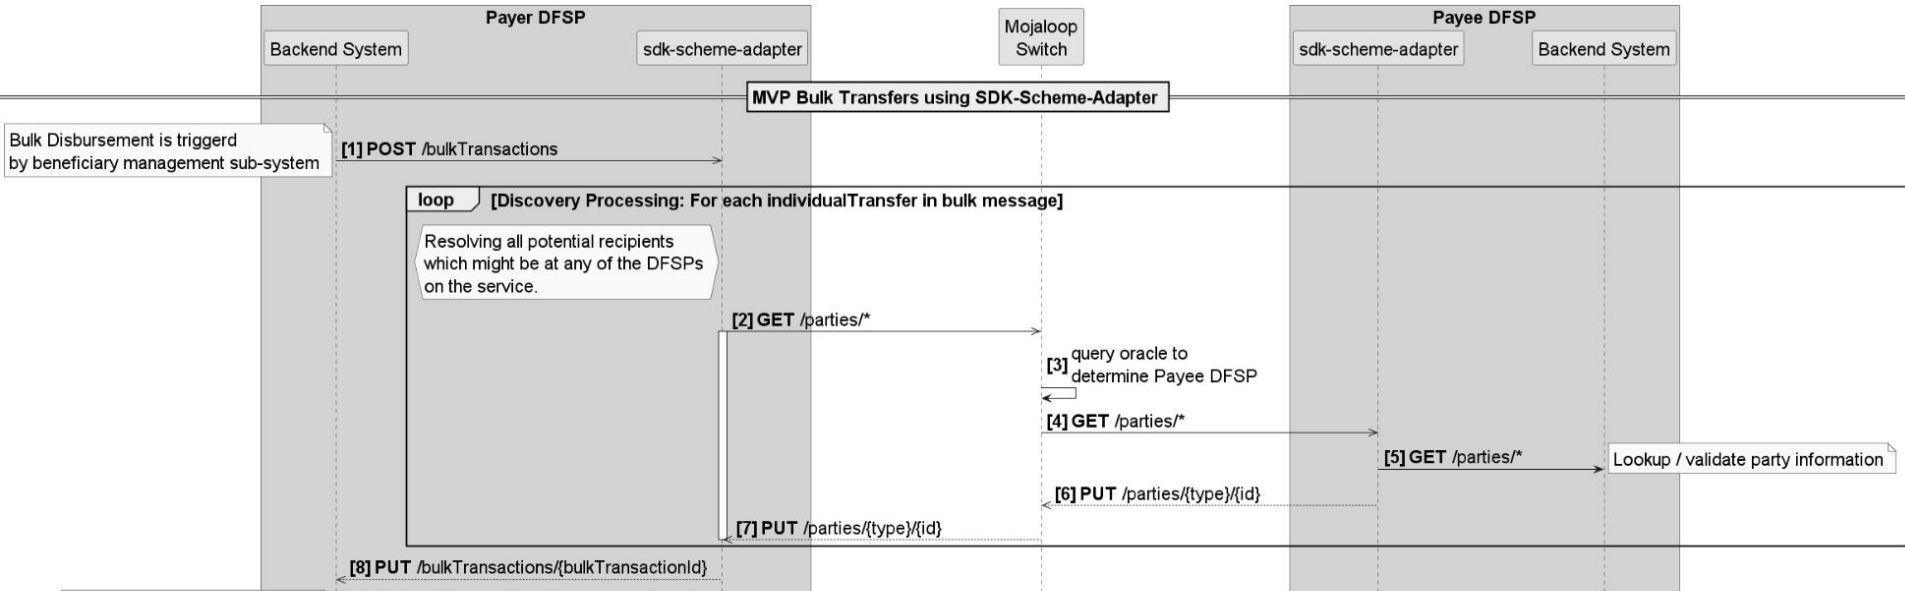 Payer DFSP
Payee DFSP
Backend System
sdk-scheme-adapter
Mojaloop
Switch
sdk-scheme-adapter
Backend System
MVP Bulk Transfers using SDK-Scheme-Adapter
Bulk Disbursement is triggerd
by beneficiary management sub-system
[1] POST /bulkTransactions
loop [Discovery Processing: For each individualTransfer in bulk message]
Resolving all potential recipients
which might be at any of the DFSPs
on the service.
[2] GET /parties/*
[3] query oracle to
determine Payee DFSP
[4] GET /parties/*
[5] GET /parties/*
Lookup / validate party information
[6] PUT /parties/{type}/{id}
[7] PUT /parties/{type}/{id}
[8] PUT /bulkTransactions/{bulkTransactionId}